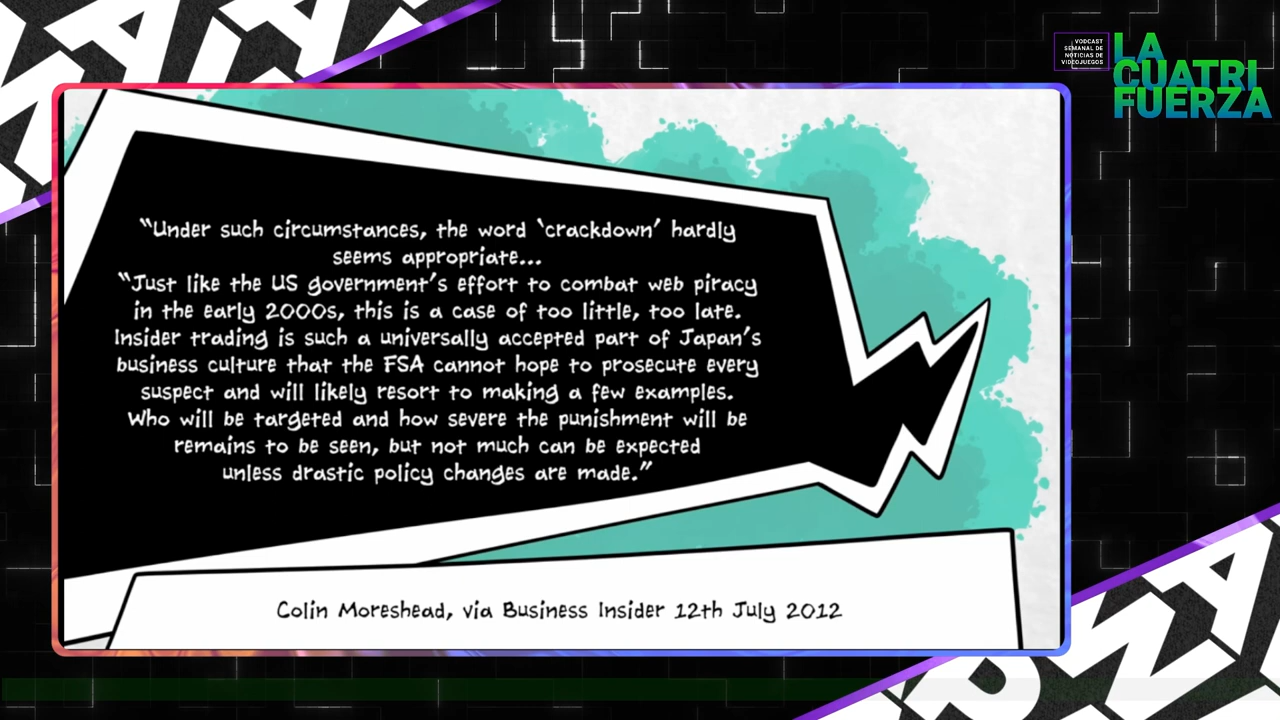 VODCAST
SEMANAL DE
NOTICIAS DE
VIDEOJUEGOS
LA
CUATRI
FUERZA
“Under such circumstances, the word ‘crackdown’ hardly
seems appropriate...
“Just like the US government’s effort to combat web piracy
in the early 2000s, this is a case of too little, too late.
Insider trading is such a universally accepted part of Japan’s
business culture that the FSA cannot hope to prosecute every
suspect and will likely resort to making a few examples.
Who will be targeted and how severe the punishment will be
remains to be seen, but not much can be expected
unless drastic policy changes are made.”
Colin Moreshead, via Business Insider 12th July 2012